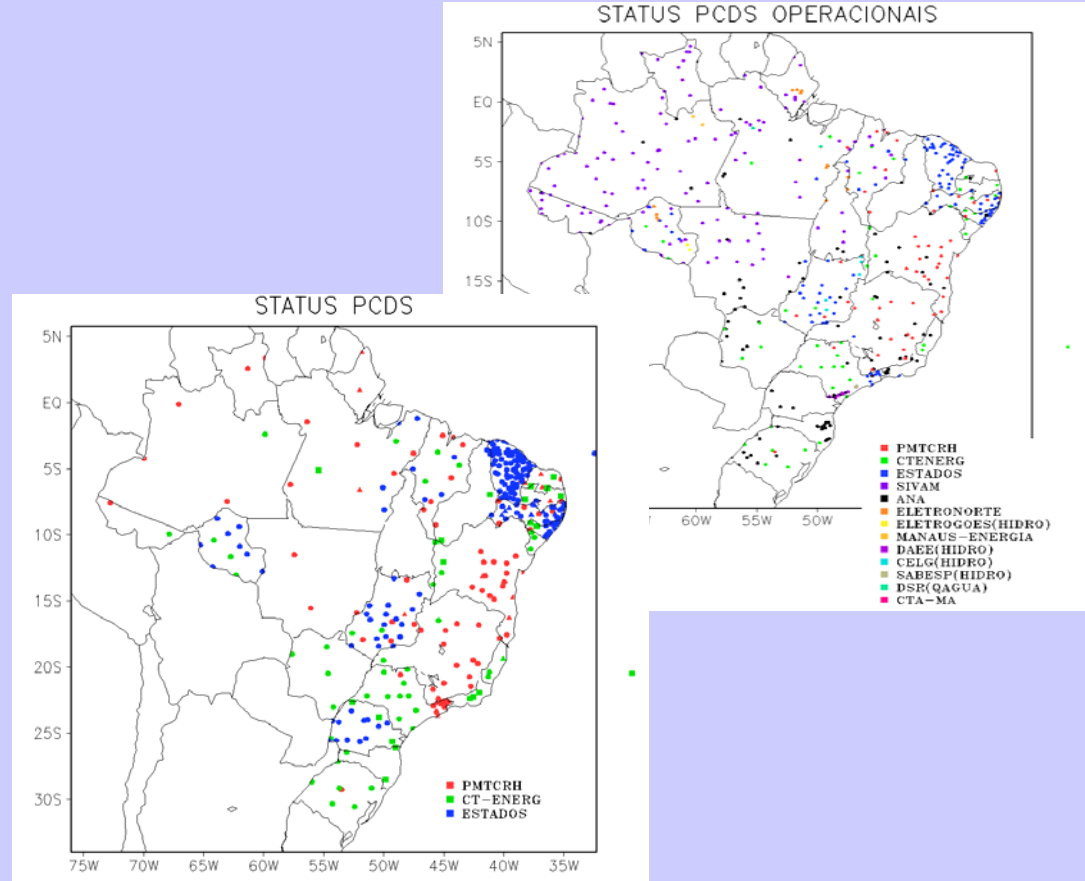 STATUS PCDS OPERACIONAIS
5N
EQ
5S
10S
15S
60W
55W
50W
PMTCRH
CTENERG
ESTADOS
SIVAM
ANA
ELETRONORTE
ELETROGOES(HIDRO)
MANAUS-ENERGIA
DAEE(HIDRO)
CELG(HIDRO)
SABESP(HIDRO)
DSR(QAGUA)
CTA-MA
STATUS PCDS
5N
EQ
5S
10S
15S
20S
25S
30S
75W
70W
65W
60W
55W
50W
45W
40W
35W
PMTCRH
CT-ENERG
ESTADOS